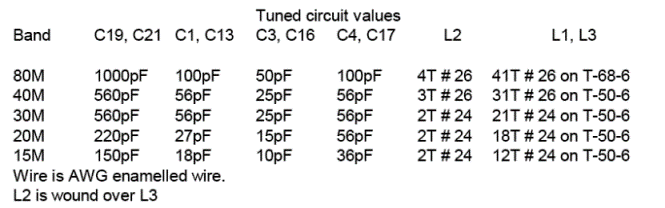 Tuned circuit values
Band C19, C21 C1, C13 C3, C16 C4, C17 L2 L1, L3
80M 1000pF 100pF 50pF 100pF 4T # 26 41T # 26 on T-68-6
40M 560pF 56pF 25pF 56pF 3T # 26 31T # 26 on T-50-6
30M 560pF 56pF 25pF 56pF 2T # 24 21T # 24 on T-50-6
20M 220pF 27pF 15pF 56pF 2T # 24 18T # 24 on T-50-6
15M 150pF 18pF 10pF 36pF 2T # 24 12T # 24 on T-50-6
Wire is AWG enamelled wire.
L2 is wound over L3